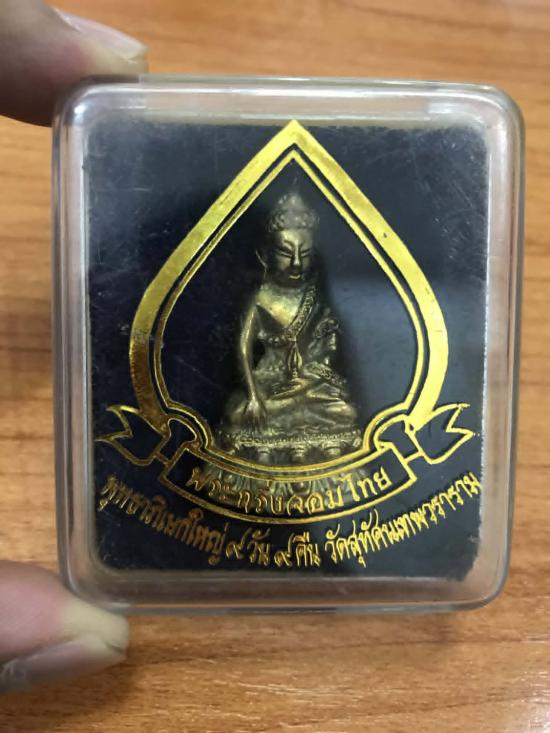 พระกริ่งจอมไทย
พุทธาภิเษกใหญ่ ๙ วัน ๙ คืน วัดสุทัศนเทพวราราม